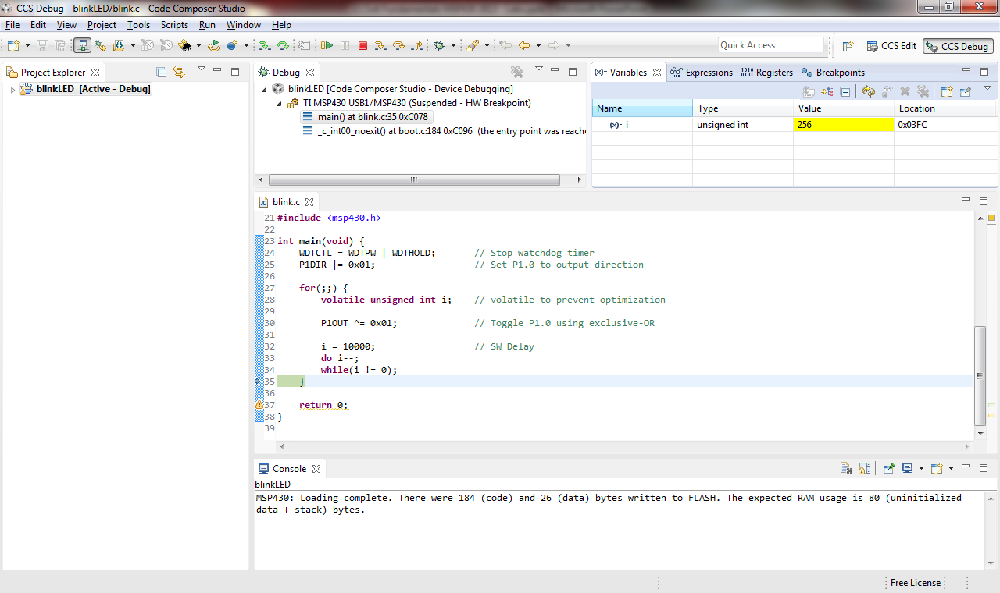 CCS Debug - blinkLED/blink.c - Code Composer Studio
File Edit View Project Tools Scripts Run Window Help
Quick Access
CCS Edit
CCS Debug
Project Explorer
blinkLED [Active - Debug]
Debug
blinkLED [Code Composer Studio - Device Debugging]
TI MSP430 USB1/MSP430 (Suspended - HW Breakpoint)
main() at blink.c:35 0xC078
_c_int00_noexit() at boot.c:184 0xC096 (the entry point was reache
(x)= Variables
Expressions
1010 0101 Registers
Breakpoints
Name Type Value Location
(x)= i unsigned int 256 0x03FC
blink.c
21 #include <msp430.h>
22
23 int main(void) {
24 WDTCTL = WDTPW | WDTHOLD; // Stop watchdog timer
25 P1DIR |= 0x01; // Set P1.0 to output direction
26
27 for(;;) {
28 volatile unsigned int i; // volatile to prevent optimization
29
30 P1OUT ^= 0x01; // Toggle P1.0 using exclusive-OR
31
32 i = 10000; // SW Delay
33 do i--;
34 while(i != 0);
35 }
36
37 return 0;
38 }
39
Console
blinkLED
MSP430: Loading complete. There were 184 (code) and 26 (data) bytes written to FLASH. The expected RAM usage is 80 (uninitialized
data + stack) bytes.
Free License